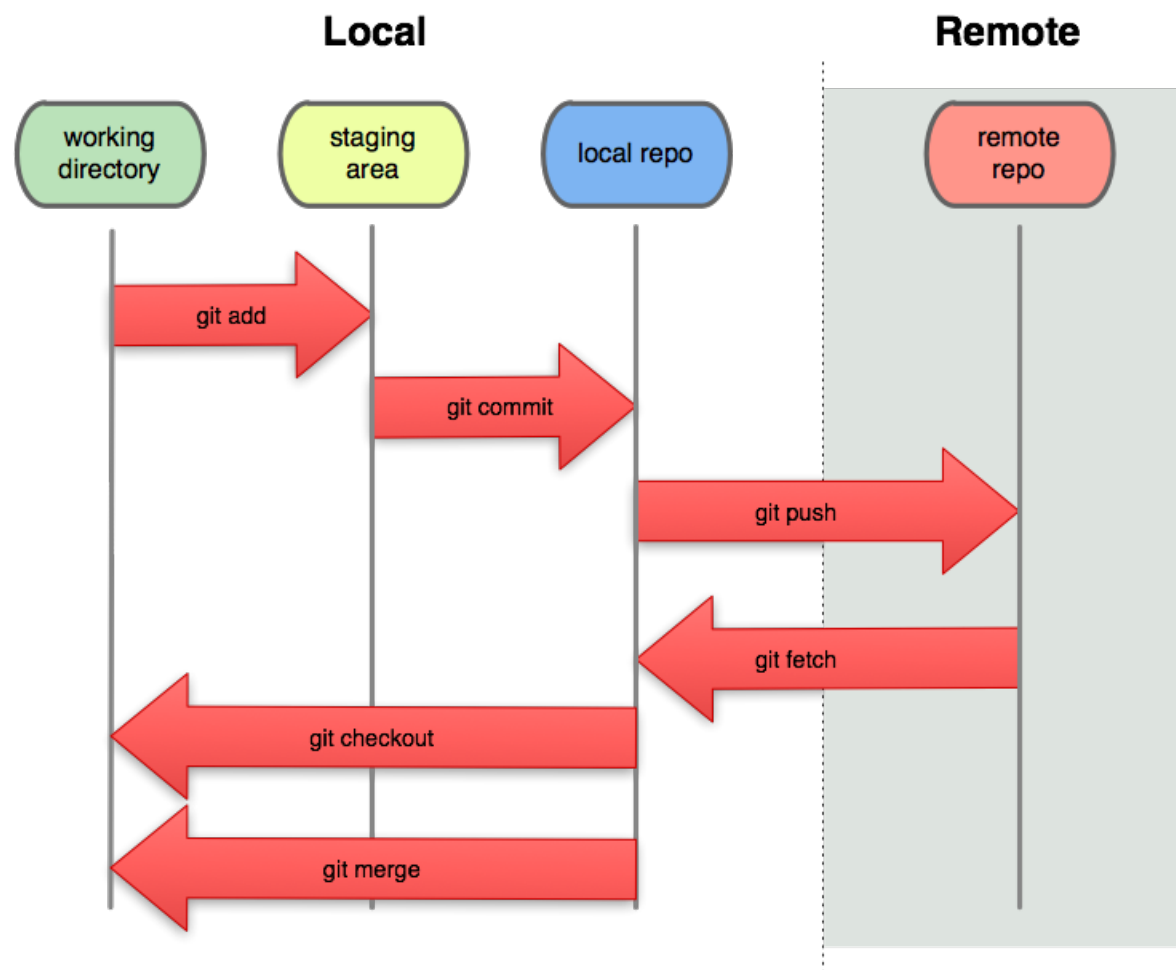 Local
Remote
working
directory
staging
area
local repo
remote
repo
git add
git commit
git push
git fetch
git checkout
git merge